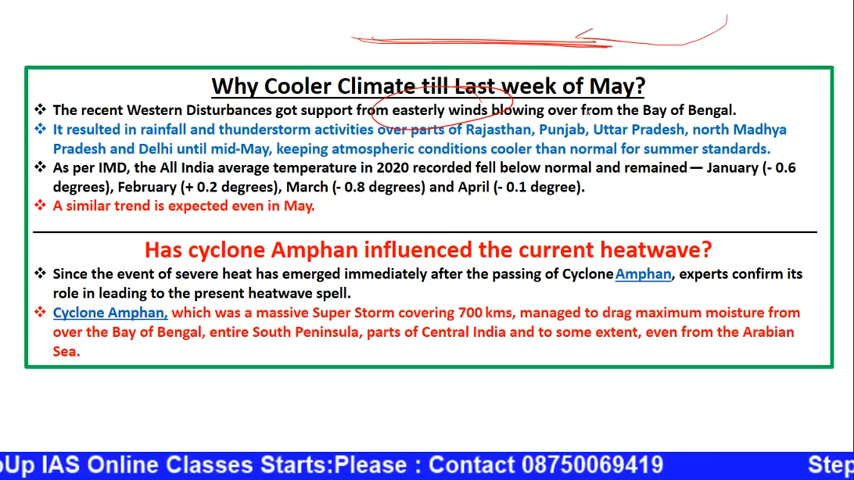 Why Cooler Climate till Last week of May?
❖ The recent Western Disturbances got support from easterly winds blowing over from the Bay of Bengal.
❖ It resulted in rainfall and thunderstorm activities over parts of Rajasthan, Punjab, Uttar Pradesh, north Madhya
Pradesh and Delhi until mid-May, keeping atmospheric conditions cooler than normal for summer standards.
❖ As per IMD, the All India average temperature in 2020 recorded fell below normal and remained — January (- 0.6
degrees), February (+ 0.2 degrees), March (- 0.8 degrees) and April (- 0.1 degree).
❖ A similar trend is expected even in May.
Has cyclone Amphan influenced the current heatwave?
❖ Since the event of severe heat has emerged immediately after the passing of Cyclone Amphan, experts confirm its
role in leading to the present heatwave spell.
❖ Cyclone Amphan, which was a massive Super Storm covering 700 kms, managed to drag maximum moisture from
over the Bay of Bengal, entire South Peninsula, parts of Central India and to some extent, even from the Arabian
Sea.
pUp IAS Online Classes Starts:Please : Contact 08750069419 Step